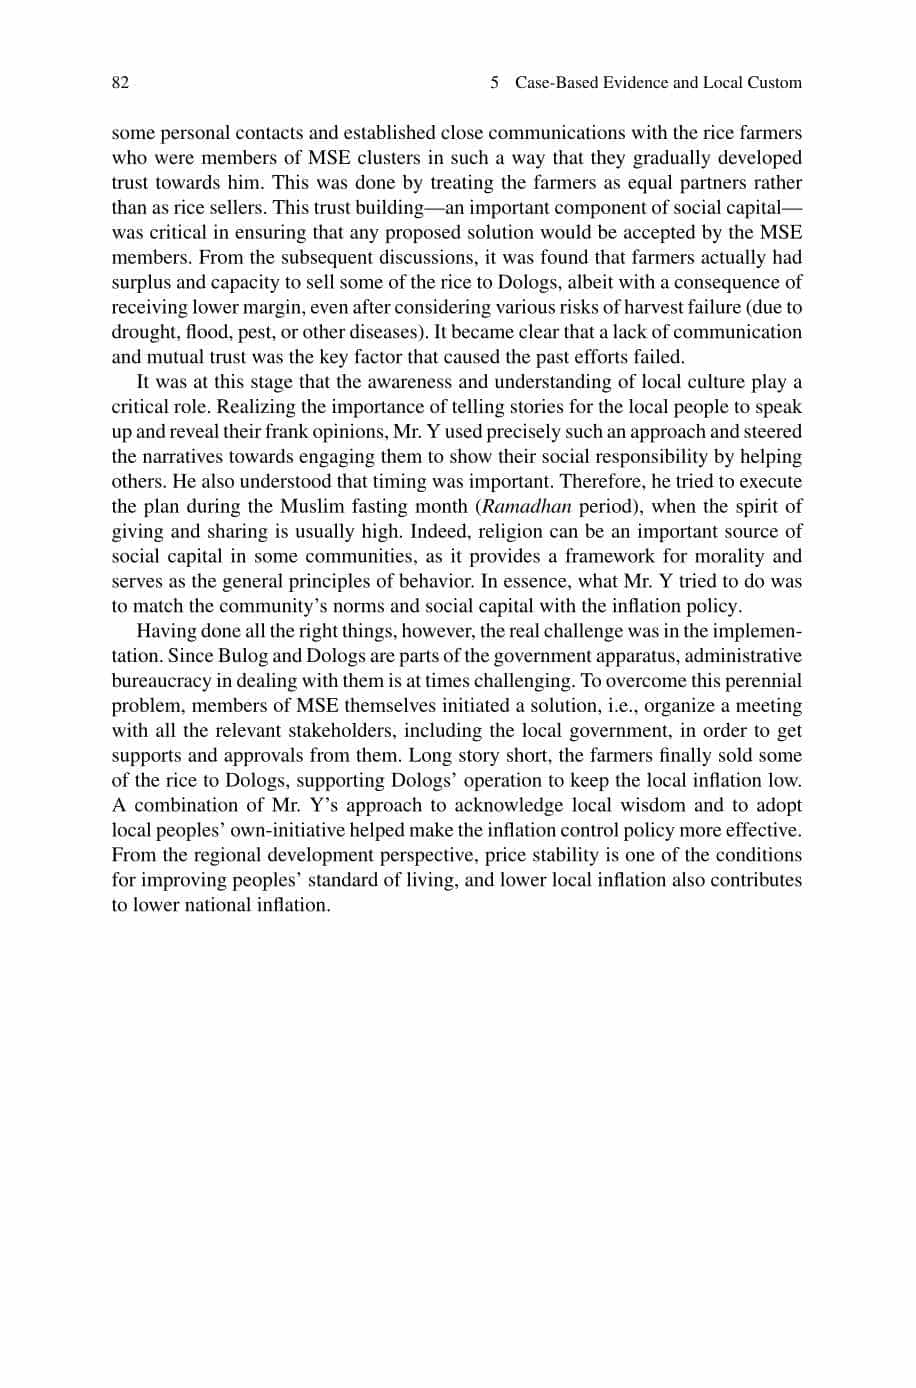 82
5 Case-Based Evidence and Local Custom
some personal contacts and established close communications with the rice farmers
who were members of MSE clusters in such a way that they gradually developed
trust towards him. This was done by treating the farmers as equal partners rather
than as rice sellers. This trust building—an important component of social capital—
was critical in ensuring that any proposed solution would be accepted by the MSE
members. From the subsequent discussions, it was found that farmers actually had
surplus and capacity to sell some of the rice to Dologs, albeit with a consequence of
receiving lower margin, even after considering various risks of harvest failure (due to
drought, flood, pest, or other diseases). It became clear that a lack of communication
and mutual trust was the key factor that caused the past efforts failed.
It was at this stage that the awareness and understanding of local culture play a
critical role. Realizing the importance of telling stories for the local people to speak
up and reveal their frank opinions, Mr. Y used precisely such an approach and steered
the narratives towards engaging them to show their social responsibility by helping
others. He also understood that timing was important. Therefore, he tried to execute
the plan during the Muslim fasting month (Ramadhan period), when the spirit of
giving and sharing is usually high. Indeed, religion can be an important source of
social capital in some communities, as it provides a framework for morality and
serves as the general principles of behavior. In essence, what Mr. Y tried to do was
to match the community’s norms and social capital with the inflation policy.
Having done all the right things, however, the real challenge was in the implemen-
tation. Since Bulog and Dologs are parts of the government apparatus, administrative
bureaucracy in dealing with them is at times challenging. To overcome this perennial
problem, members of MSE themselves initiated a solution, i.e., organize a meeting
with all the relevant stakeholders, including the local government, in order to get
supports and approvals from them. Long story short, the farmers finally sold some
of the rice to Dologs, supporting Dologs’ operation to keep the local inflation low.
A combination of Mr. Y’s approach to acknowledge local wisdom and to adopt
local peoples’ own-initiative helped make the inflation control policy more effective.
From the regional development perspective, price stability is one of the conditions
for improving peoples’ standard of living, and lower local inflation also contributes
to lower national inflation.